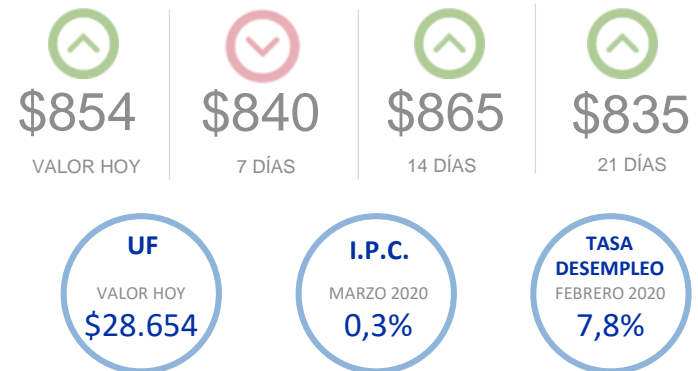 $854
VALOR HOY
$840
7 DÍAS
$865
14 DÍAS
$835
21 DÍAS
UF
VALOR HOY
$28.654
I.P.C.
MARZO 2020
0,3%
TASA
DESEMPLEO
FEBRERO 2020
7,8%